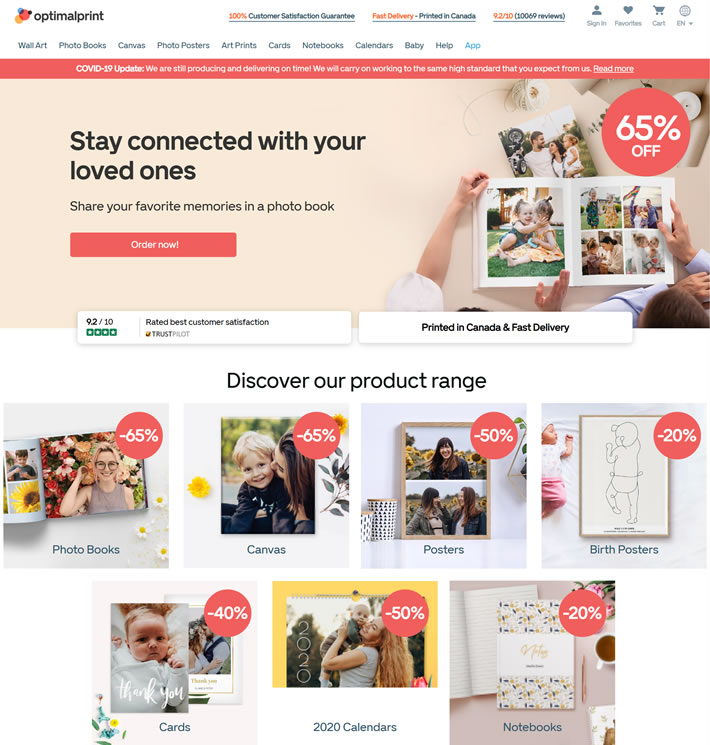 optimalprint
100% Customer Satisfaction Guarantee
Fast Delivery - Printed in Canada
9.2/10 (10069 reviews)
Sign In
Favorites
Cart
EN
Wall Art
Photo Books
Canvas
Photo Posters
Art Prints
Cards
Notebooks
Calendars
Baby
Help
App
COVID-19 Update: We are still producing and delivering on time! We will carry on working to the same high standard that you expect from us. Read more
65%
OFF
Stay connected with your
loved ones
Share your favorite memories in a photo book
Order now!
9.2 / 10
Rated best customer satisfaction
TRUSTPILOT
Printed in Canada & Fast Delivery
Discover our product range
-65%
Photo Books
-65%
Canvas
-50%
Posters
-20%
Birth Posters
-40%
thank you
Thank you
Cards
-50%
2020
2020 Calendars
-20%
Notes
Notebooks